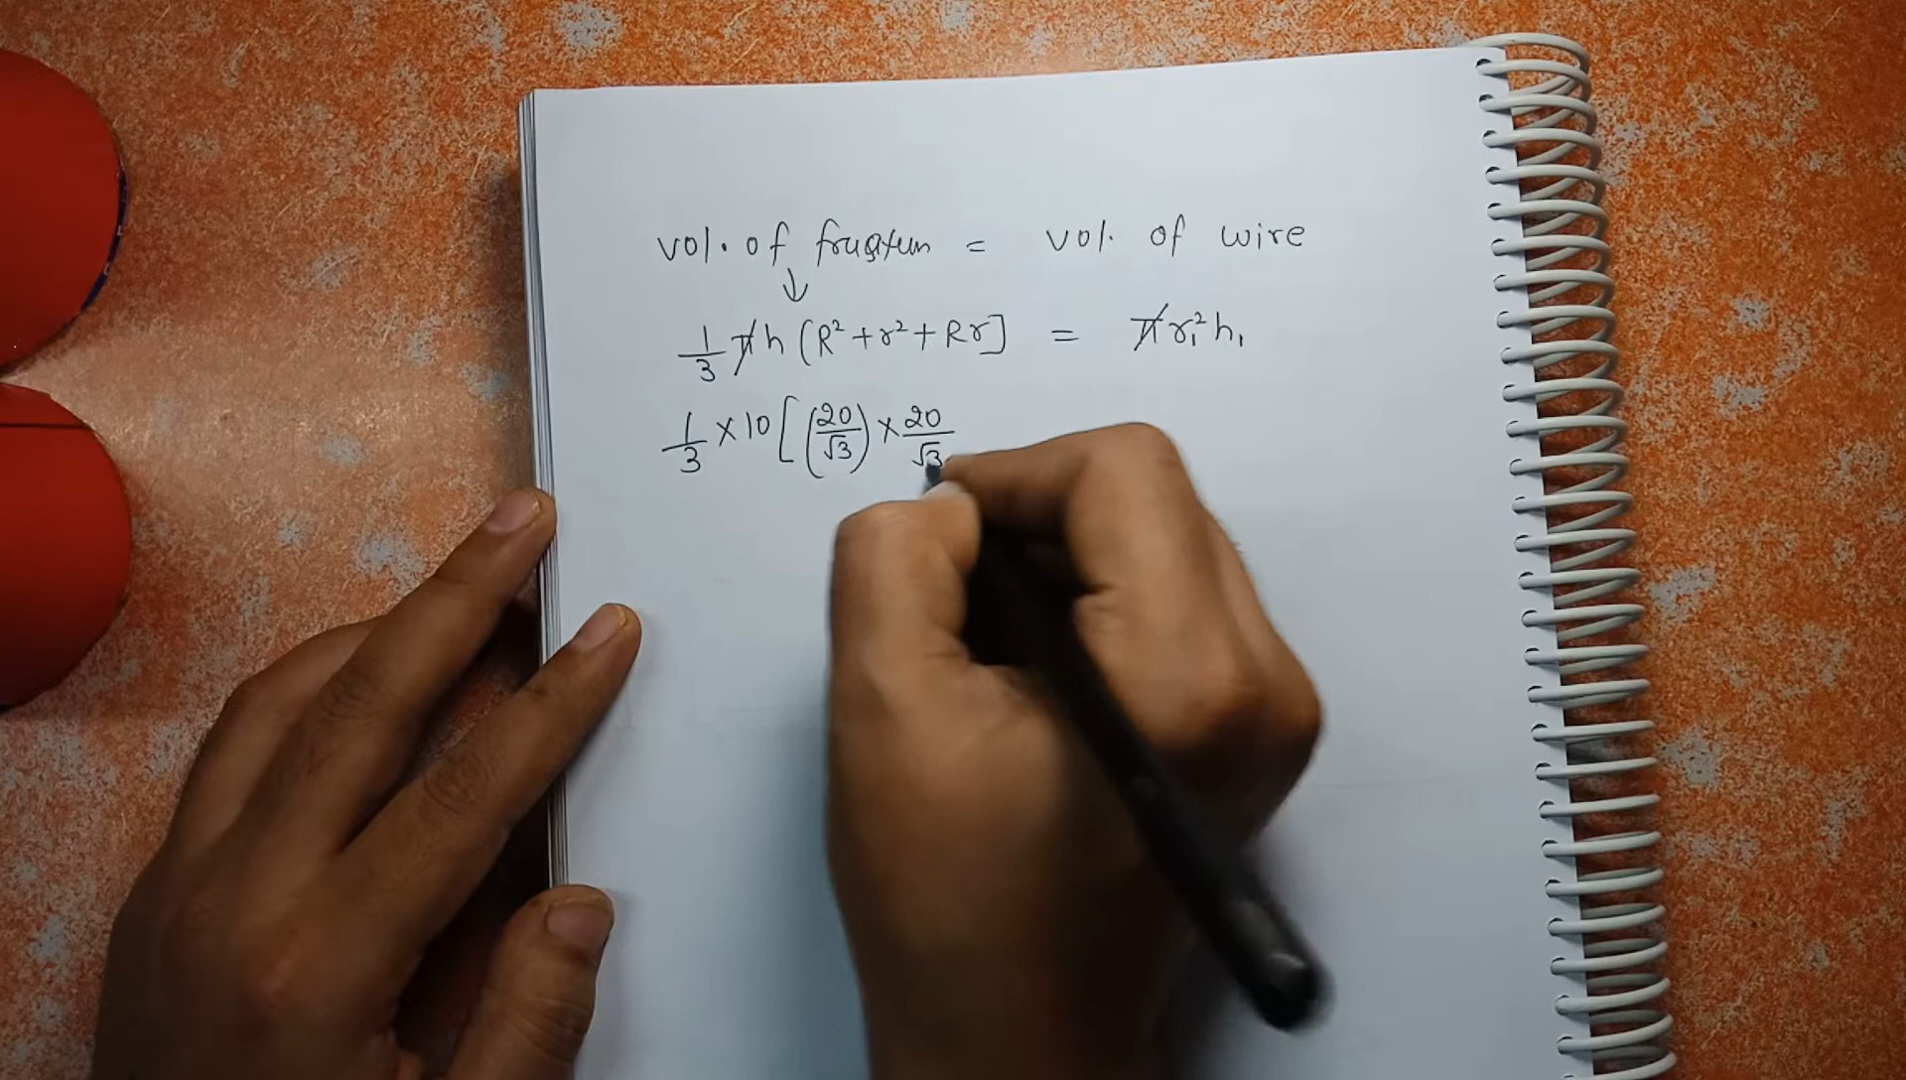 vol. of frustum = vol. of wire
↓
1/3 πh [R² + r² + Rr] = πr₁²h₁
1/3 × 10 [(20/√3) × 20/√3